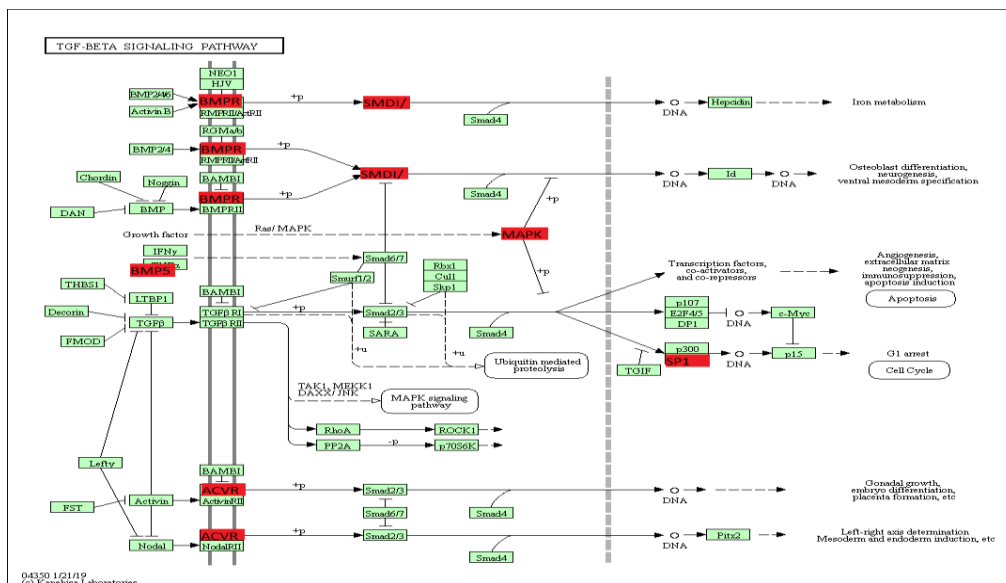 TGF-BETA SIGNALING PATHWAY
NEO1
HJV
BMP2/4/6
Activin B
BMPR
RMPRII/ActRII
+p
SMDI/
Smad4
DNA
Hepcidin
Iron metabolism
RGMa/b
BMP2/4
BMPR
RMPRII/ActRII
+p
SMDI/
Smad4
DNA
Id
DNA
Osteoblast differentiation,
neurogenesis,
ventral mesoderm specification
Chordin
Noggin
BAMBI
BMPR
+p
DAN
BMP
BMPRII
+p
Growth factor
Ras/ MAPK
MAPK
IFNγ
BMP5
Smad6/7
Rbx1
Cul1
Skp1
+p
Transcription factors,
co-activators,
and co-repressors
Angiogenesis,
extracellular matrix
neogenesis,
immunosuppression,
apoptosis induction
Apoptosis
THBS1
LTBP1
BAMBI
Smurf1/2
Decorin
TGFβ
FMOD
TGFβ RI
TGFβ RII
+p
Smad2/3
SARA
Smad4
p107
E2F4/5
DP1
DNA
c-Myc
+u
+u
Ubiquitin mediated
proteolysis
TGIF
p300
SP1
DNA
p15
G1 arrest
Cell Cycle
TAK1, MEKK1
DAXX/ JNK
MAPK signaling
pathway
RhoA
ROCK1
PP2A
-p
p70S6K
Lefty
BAMBI
FST
Activin
ACVR
ActivinRII
+p
Smad2/3
Smad4
DNA
Gonadal growth,
embryo differentiation,
placenta formation, etc
Smad6/7
Nodal
ACVR
NodalRII
+p
Smad2/3
Smad4
DNA
Pitx2
Left-right axis determination
Mesoderm and endoderm induction, etc
04350 1/21/19
(c) Kanehisa Laboratories